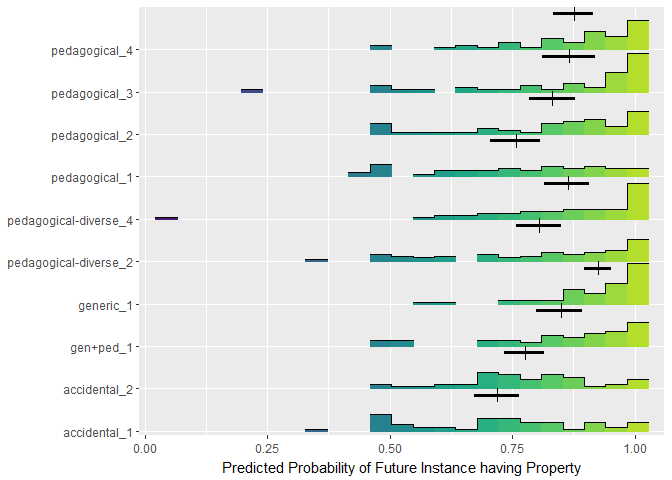 pedagogical_4
pedagogical_3
pedagogical_2
pedagogical_1
pedagogical-diverse_4
pedagogical-diverse_2
generic_1
gen+ped_1
accidental_2
accidental_1
0.00 0.25 0.50 0.75 1.00
Predicted Probability of Future Instance having Property